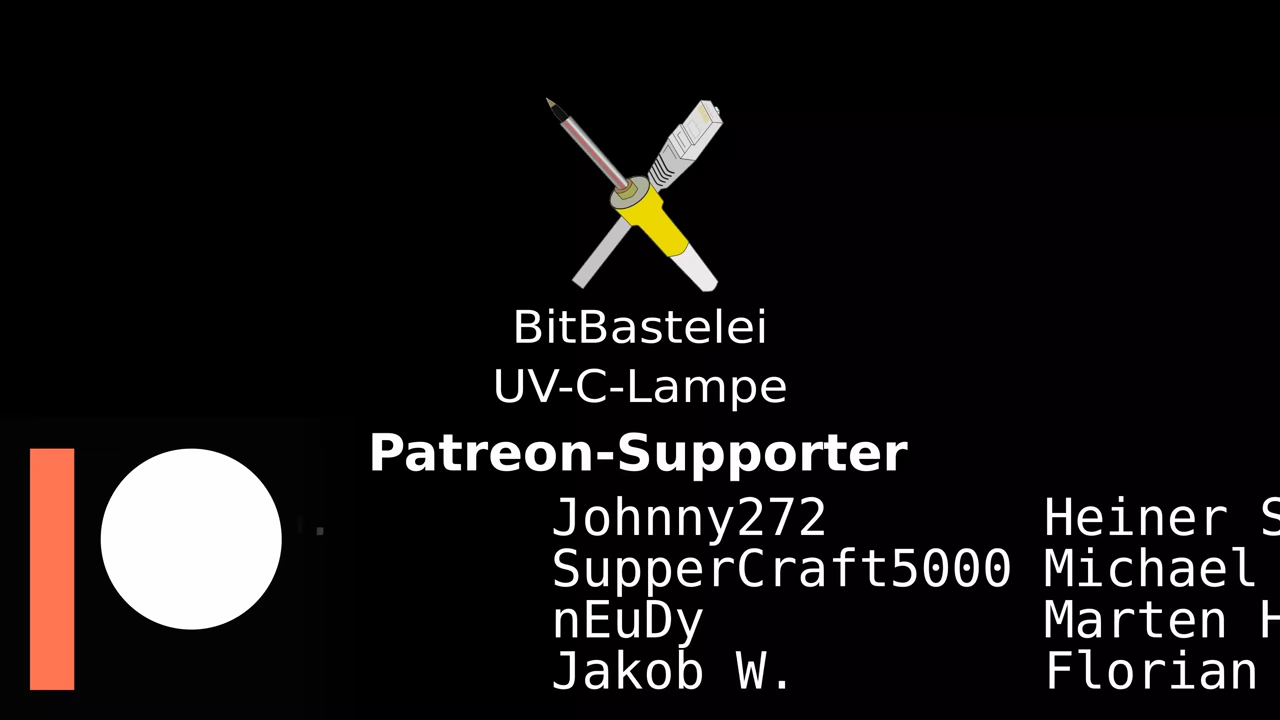 BitBastelei
UV-C-Lampe
Patreon-Supporter
Johnny272 Heiner S
SupperCraft5000 Michael
nEuDy Marten H
Jakob W. Florian